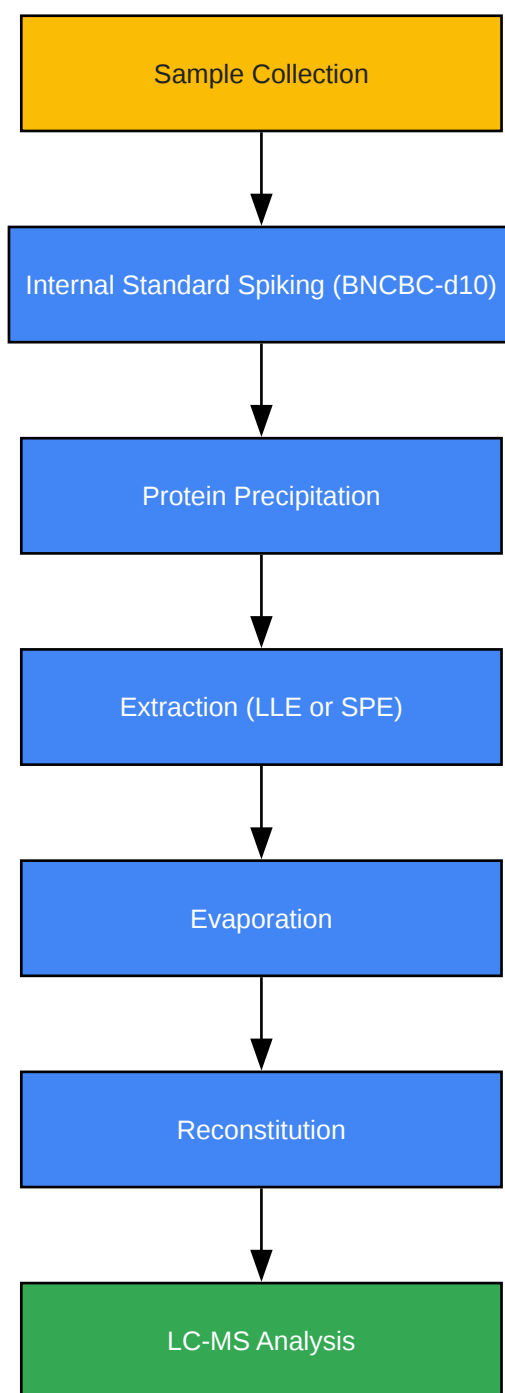 Sample Collection
Internal Standard Spiking (BNCBC-d10)
Protein Precipitation
Extraction (LLE or SPE)
Evaporation
Reconstitution
LC-MS Analysis